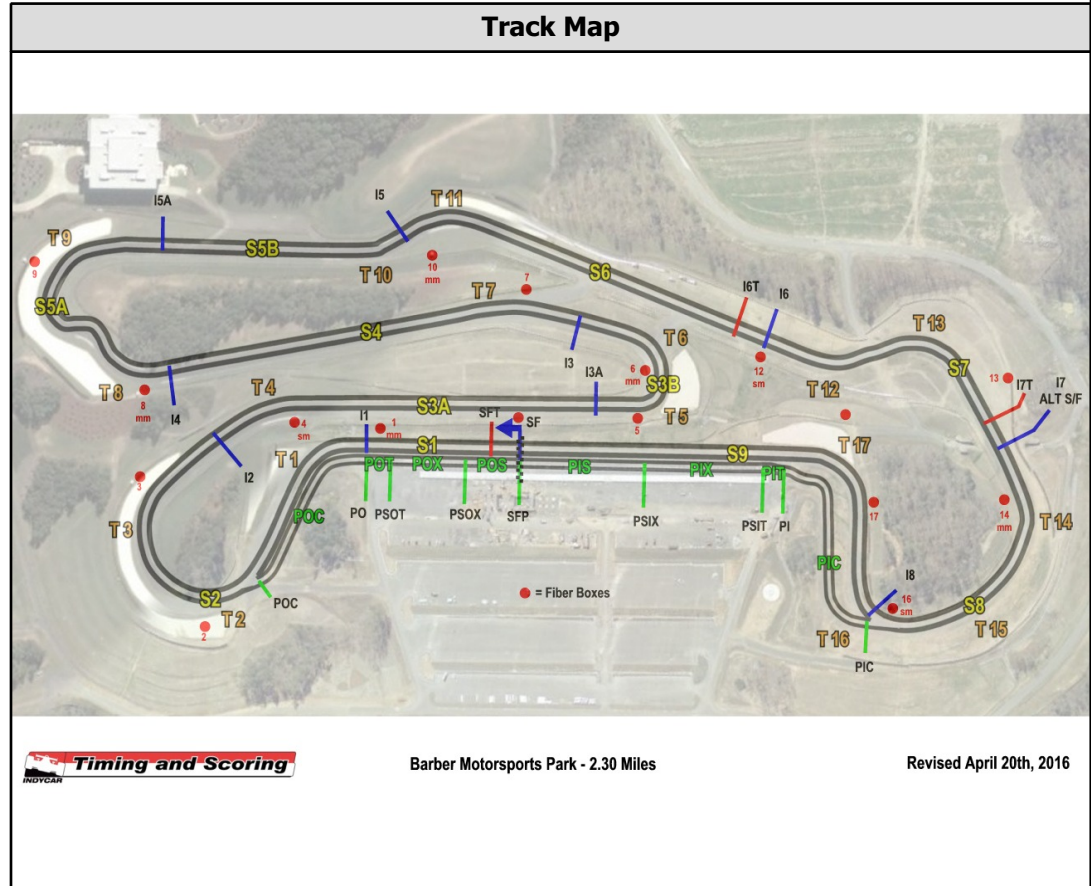 Track Map
I5A
I5
T 11
T 9
S5B
9
T 10
10
mm
7
S6
I6T
I6
S5A
T 7
T 13
S4
I3
T 6
12
sm
S7
T 8
8
mm
I4
T 4
I3A
6
mm
S3B
T 12
13
I7T
I7
ALT S/F
S3A
SFT
SF
T 5
5
4
sm
I1
1
mm
T 1
S1
S9
T 17
I2
3
POT
POX
POS
PIS
PIX
PIT
PO
PSOT
PSOX
SFP
PSIX
PSIT
PI
17
14
mm
T 14
T 3
POC
PIC
= Fiber Boxes
I8
16
sm
S8
S2
POC
T 2
2
T 16
T 15
PIC
INDYCAR
Timing and Scoring
Barber Motorsports Park - 2.30 Miles
Revised April 20th, 2016